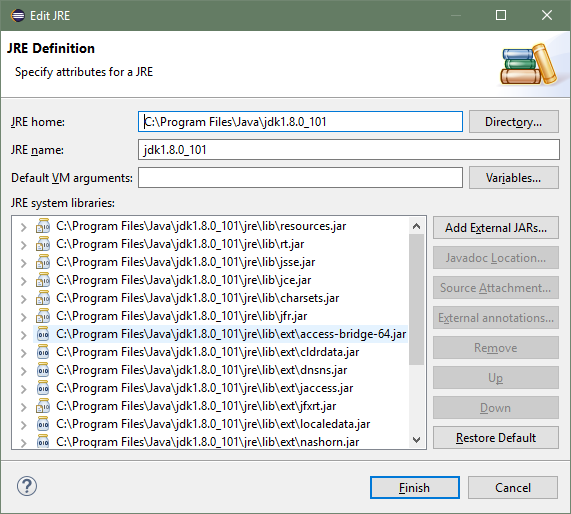 Edit JRE
JRE Definition
Specify attributes for a JRE
JRE home: C:\Program Files\Java\jdk1.8.0_101 Directory...
JRE name: jdk1.8.0_101
Default VM arguments: Variables...
JRE system libraries:
C:\Program Files\Java\jdk1.8.0_101\jre\lib\resources.jar
C:\Program Files\Java\jdk1.8.0_101\jre\lib\rt.jar
C:\Program Files\Java\jdk1.8.0_101\jre\lib\jsse.jar
C:\Program Files\Java\jdk1.8.0_101\jre\lib\jce.jar
C:\Program Files\Java\jdk1.8.0_101\jre\lib\charsets.jar
C:\Program Files\Java\jdk1.8.0_101\jre\lib\jfr.jar
C:\Program Files\Java\jdk1.8.0_101\jre\lib\ext\access-bridge-64.jar
C:\Program Files\Java\jdk1.8.0_101\jre\lib\ext\cldrdata.jar
C:\Program Files\Java\jdk1.8.0_101\jre\lib\ext\dnsns.jar
C:\Program Files\Java\jdk1.8.0_101\jre\lib\ext\jaccess.jar
C:\Program Files\Java\jdk1.8.0_101\jre\lib\ext\jfxrt.jar
C:\Program Files\Java\jdk1.8.0_101\jre\lib\ext\localedata.jar
C:\Program Files\Java\jdk1.8.0_101\jre\lib\ext\nashorn.jar
Add External JARs...
Javadoc Location...
Source Attachment...
External annotations...
Remove
Up
Down
Restore Default
Finish Cancel